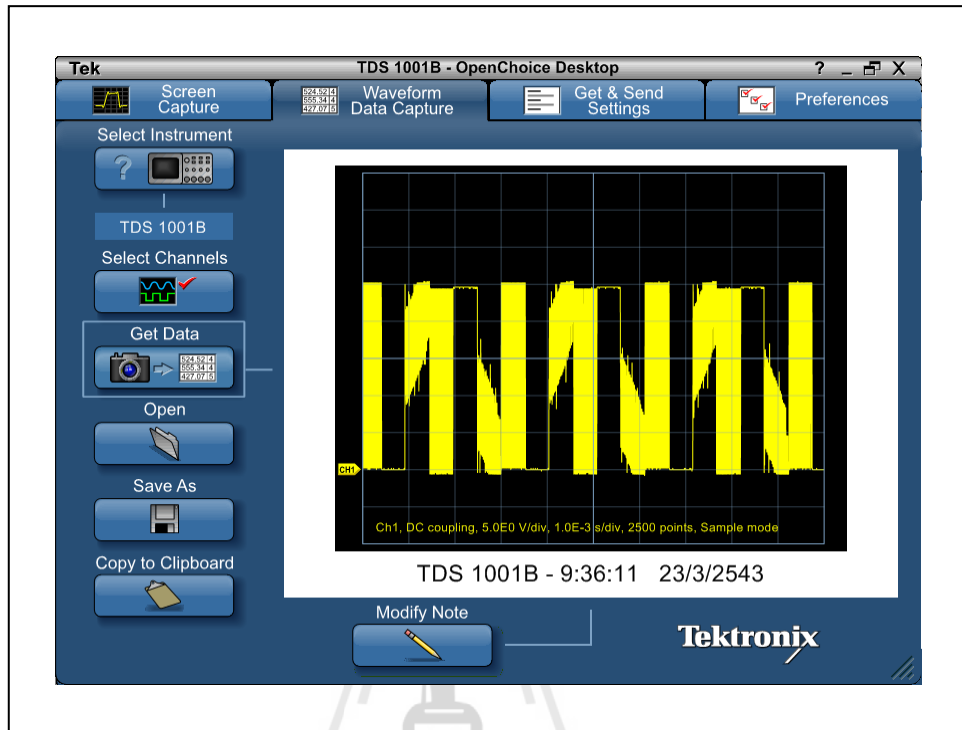 Tek
TDS 1001B - OpenChoice Desktop
? _ X
Screen
Capture
524.52 4
555.34 4
427.07 5
Waveform
Data Capture
Get & Send
Settings
Preferences
Select Instrument
?
TDS 1001B
Select Channels
Get Data
524.52 4
555.34 4
427.07 5
Open
Save As
Copy to Clipboard
CH1
Ch1, DC coupling, 5.0E0 V/div, 1.0E-3 s/div, 2500 points, Sample mode
TDS 1001B - 9:36:11 23/3/2543
Modify Note
Tektronix